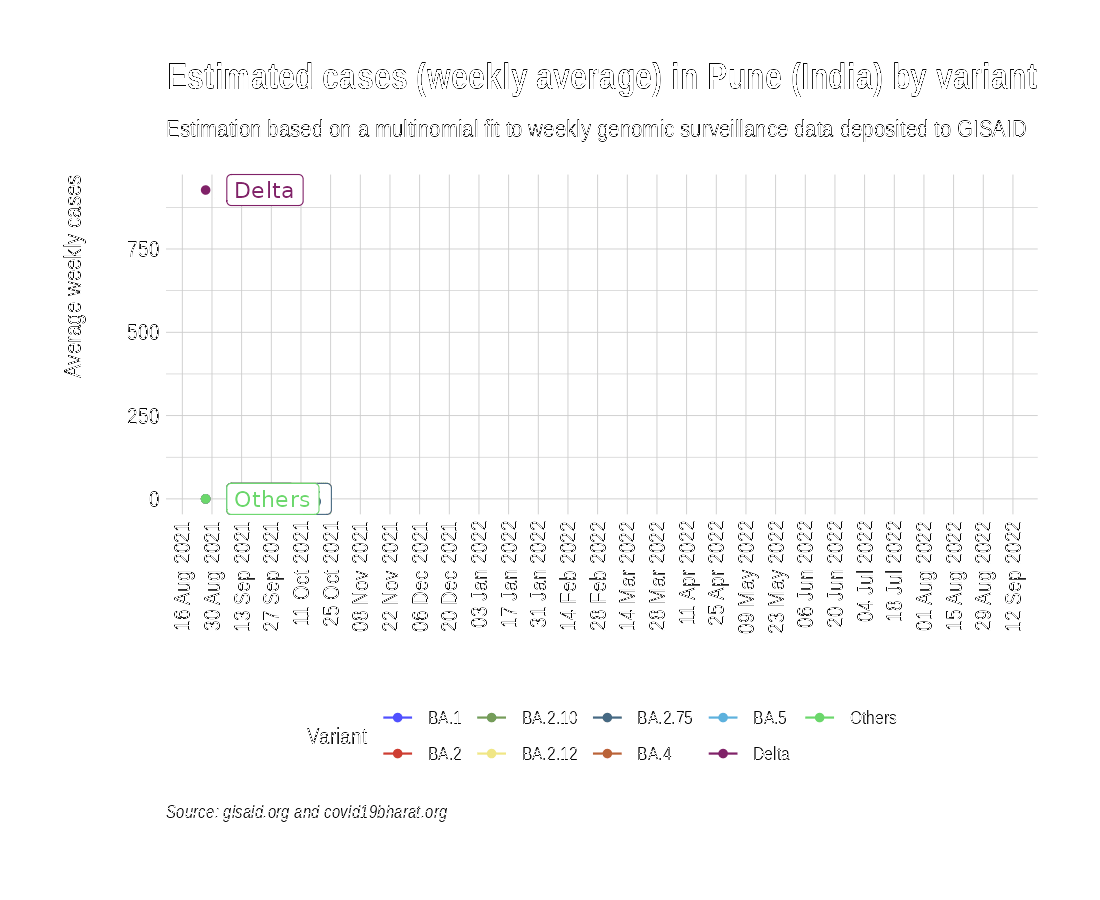 Estimated cases (weekly average) in Pune (India) by variant
Estimation based on a multinomial fit to weekly genomic surveillance data deposited to GISAID
Average weekly cases
Delta
750
500
250
0
Others
16 Aug 2021
30 Aug 2021
13 Sep 2021
27 Sep 2021
11 Oct 2021
25 Oct 2021
08 Nov 2021
22 Nov 2021
06 Dec 2021
20 Dec 2021
03 Jan 2022
17 Jan 2022
31 Jan 2022
14 Feb 2022
28 Feb 2022
14 Mar 2022
28 Mar 2022
11 Apr 2022
25 Apr 2022
09 May 2022
23 May 2022
06 Jun 2022
20 Jun 2022
04 Jul 2022
18 Jul 2022
01 Aug 2022
15 Aug 2022
29 Aug 2022
12 Sep 2022
Variant
BA.1 BA.2.10 BA.2.75 BA.5 Others
BA.2 BA.2.12 BA.4 Delta
Source: gisaid.org and covid19bharat.org